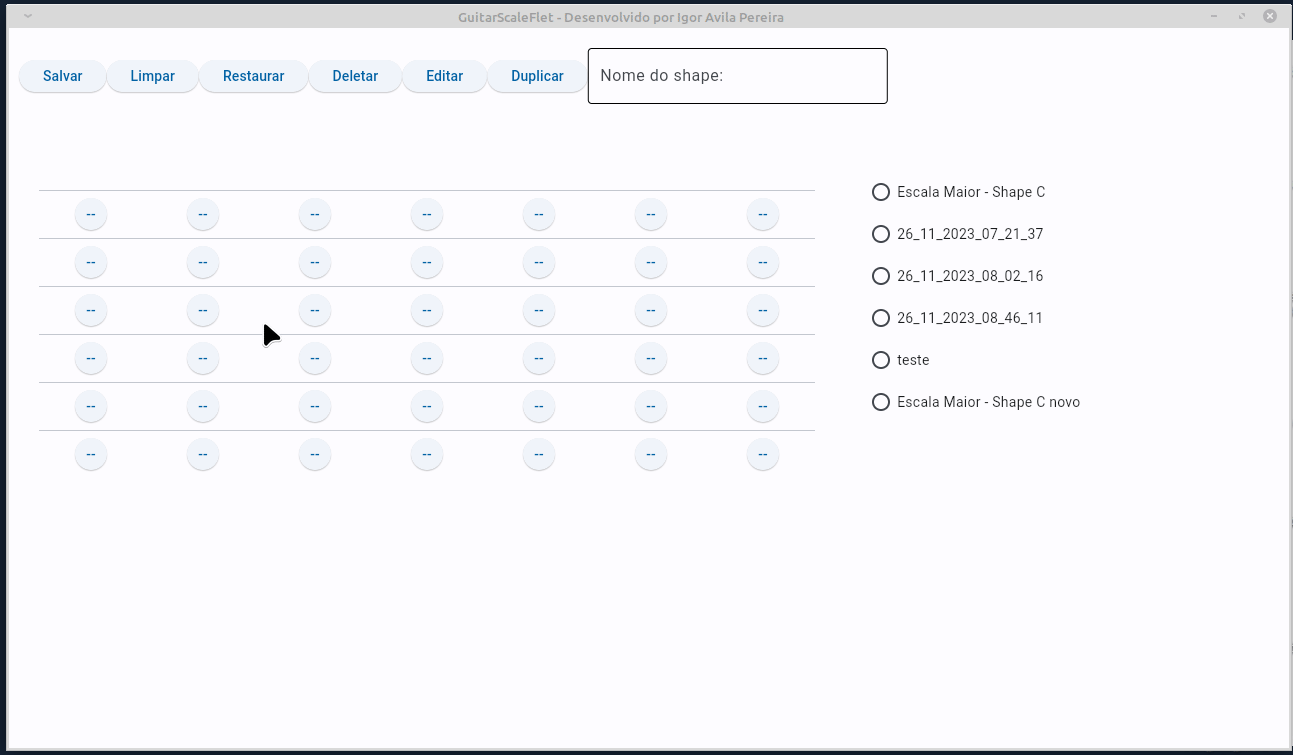 GuitarScaleFlet - Desenvolvido por Igor Avila Pereira
Salvar Limpar Restaurar Deletar Editar Duplicar Nome do shape:
-- -- -- -- -- -- --
-- -- -- -- -- -- --
-- -- -- -- -- -- --
-- -- -- -- -- -- --
-- -- -- -- -- -- --
-- -- -- -- -- -- --
Escala Maior - Shape C
26_11_2023_07_21_37
26_11_2023_08_02_16
26_11_2023_08_46_11
teste
Escala Maior - Shape C novo